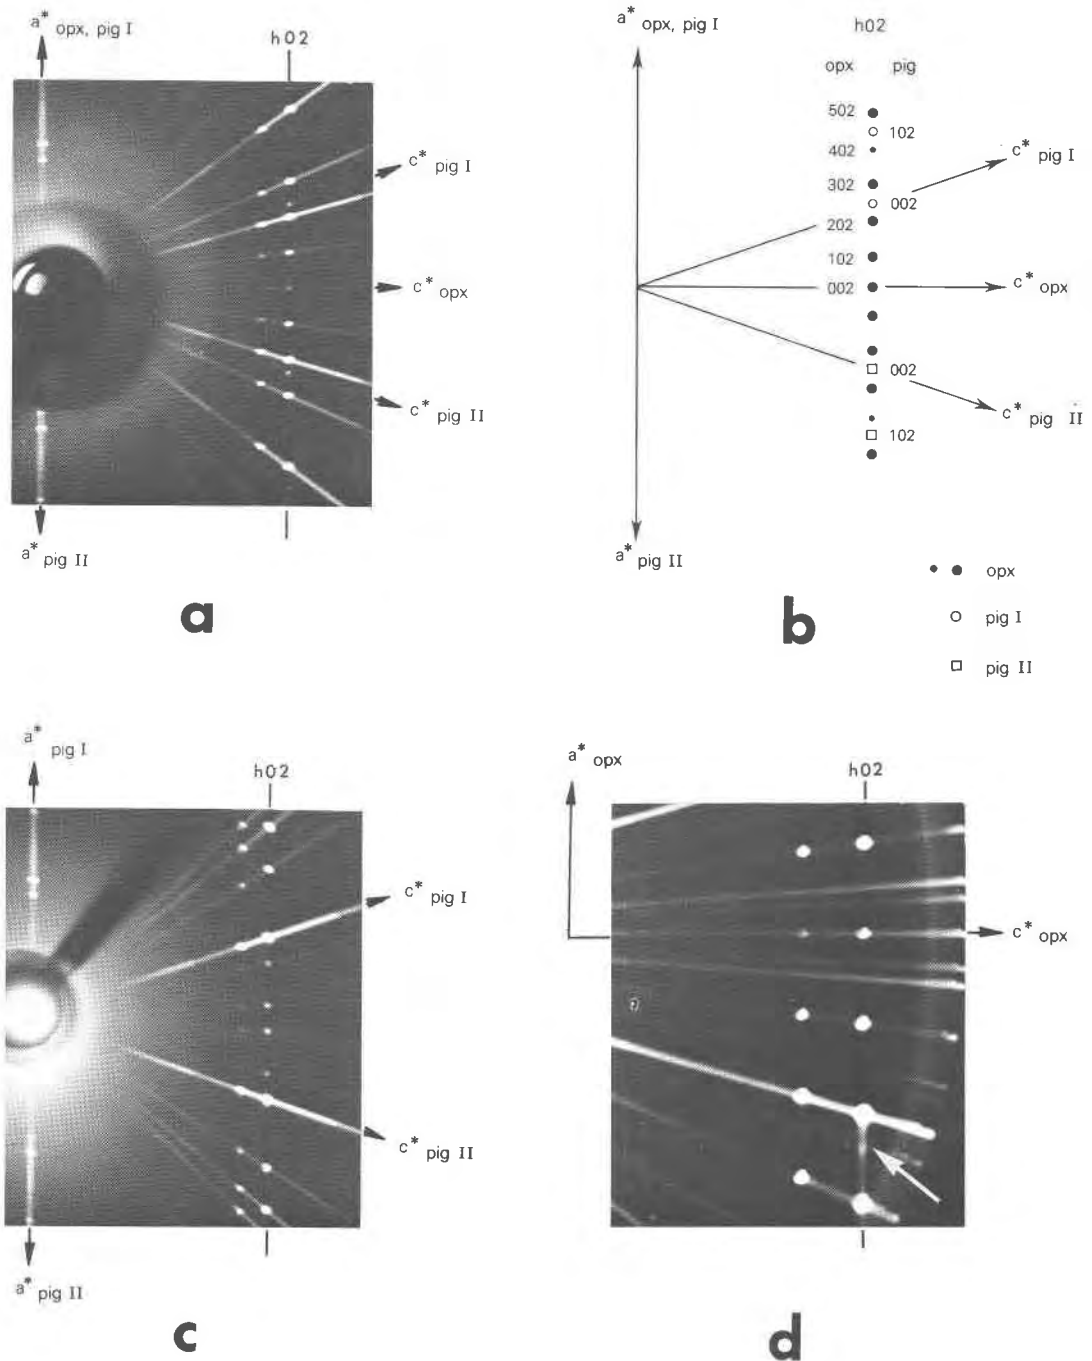 a* opx, pig I
h02
c* pig I
c* opx
c* pig II
a* pig II
a
a* opx, pig I
h02
opx pig
502
102
402
302
002
202
102
002
002
102
c* pig I
c* opx
c* pig II
a* pig II
opx
pig I
pig II
b
a* pig I
h02
c* pig I
c* pig II
a* pig II
c
a* opx
h02
c* opx
d